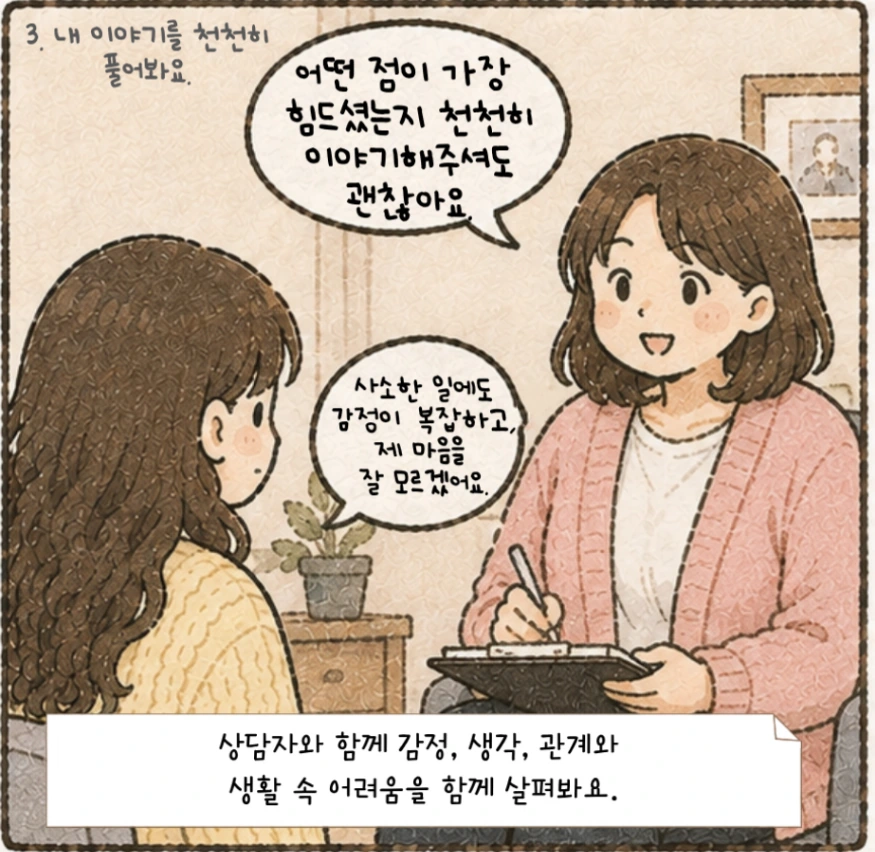 3. 내 이야기를 천천히
풀어봐요.
어떤 점이 가장
힘드셨는지 천천히
이야기해주셔도
괜찮아요.
사소한 일에도
감정이 복잡하고,
제 마음을
잘 모르겠어요.
상담자와 함께 감정, 생각, 관계와
생활 속 어려움을 함께 살펴봐요.